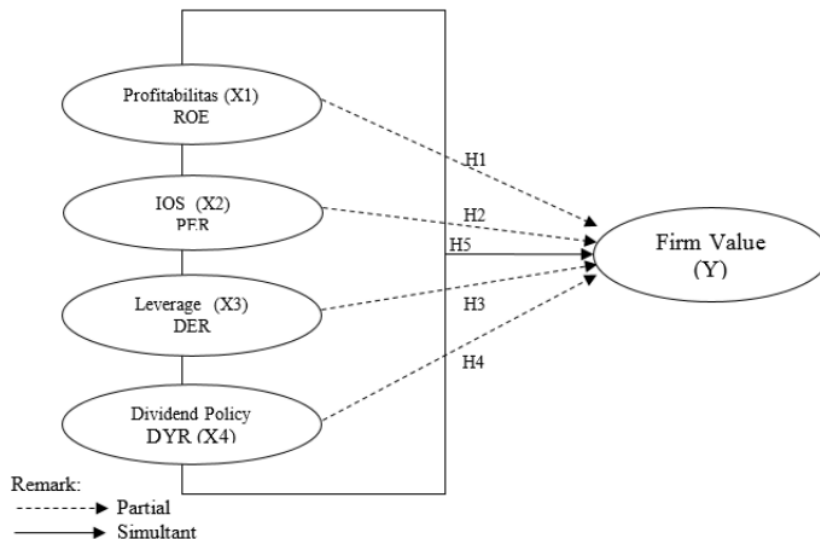 Profitabilitas (X1)
ROE
H1
IOS (X2)
PER
H2
H5
Firm Value
(Y)
Leverage (X3)
DER
H3
H4
Dividend Policy
DYR (X4)
Remark:
Partial
Simultant